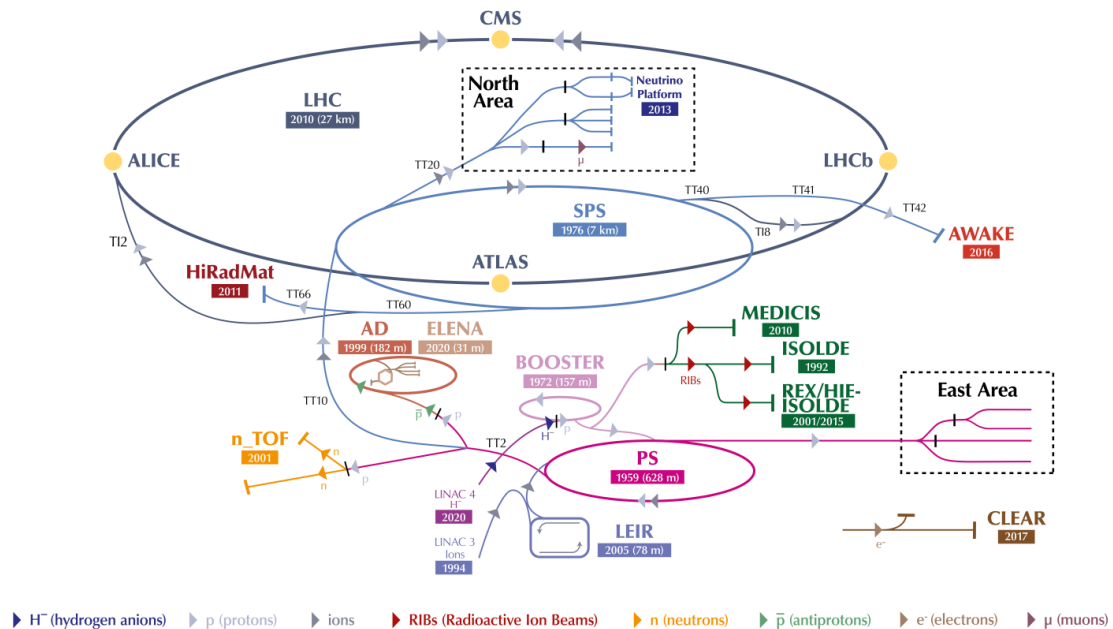 CMS
North
Area
Neutrino
Platform
2013
LHC
2010 (27 km)
ALICE
LHCb
TT20
μ
TT40
TT41
TT42
TI8
SPS
1976 (7 km)
AWAKE
2016
TI2
ATLAS
HiRadMat
2011
TT66
TT60
AD
1999 (182 m)
ELENA
2020 (31 m)
MEDICIS
2010
BOOSTER
1972 (157 m)
ISOLDE
1992
RIBs
REX/HIE-
ISOLDE
2001/2015
East Area
TT10
p̅
p
H⁻
p
TT2
n_TOF
2001
n
n
p
PS
1959 (628 m)
LINAC 4
H⁻
2020
LINAC 3
Ions
1994
LEIR
2005 (78 m)
CLEAR
2017
e⁻
H⁻ (hydrogen anions)
p (protons)
ions
RIBs (Radioactive Ion Beams)
n (neutrons)
p̅ (antiprotons)
e⁻ (electrons)
μ (muons)